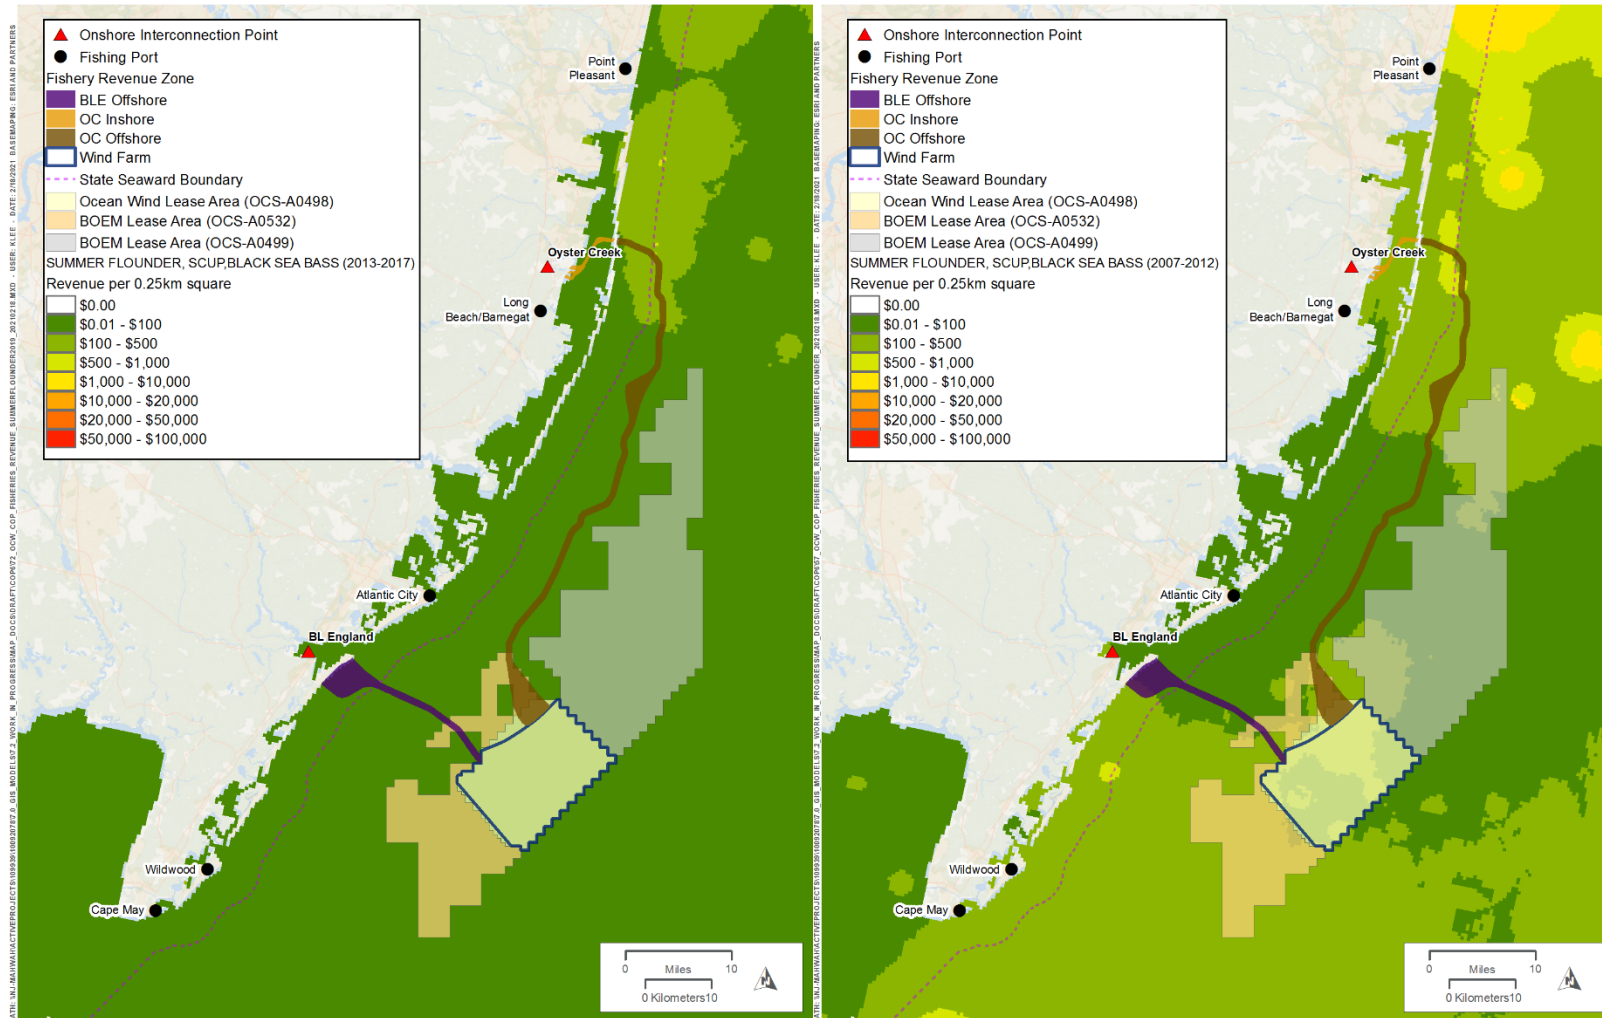 Onshore Interconnection Point
Fishing Port
Fishery Revenue Zone
BLE Offshore
OC Inshore
OC Offshore
Wind Farm
State Seaward Boundary
Ocean Wind Lease Area (OCS-A0498)
BOEM Lease Area (OCS-A0532)
BOEM Lease Area (OCS-A0499)
SUMMER FLOUNDER, SCUP,BLACK SEA BASS (2013-2017)
Revenue per 0.25km square
$0.00
$0.01 - $100
$100 - $500
$500 - $1,000
$1,000 - $10,000
$10,000 - $20,000
$20,000 - $50,000
$50,000 - $100,000
Point
Pleasant
Oyster Creek
Long
Beach/Barnegat
Atlantic City
BL England
Wildwood
Cape May
0 Miles 10
0 Kilometers10
N
Onshore Interconnection Point
Fishing Port
Fishery Revenue Zone
BLE Offshore
OC Inshore
OC Offshore
Wind Farm
State Seaward Boundary
Ocean Wind Lease Area (OCS-A0498)
BOEM Lease Area (OCS-A0532)
BOEM Lease Area (OCS-A0499)
SUMMER FLOUNDER, SCUP,BLACK SEA BASS (2007-2012)
Revenue per 0.25km square
$0.00
$0.01 - $100
$100 - $500
$500 - $1,000
$1,000 - $10,000
$10,000 - $20,000
$20,000 - $50,000
$50,000 - $100,000
Point
Pleasant
Oyster Creek
Long
Beach/Barnegat
Atlantic City
BL England
Wildwood
Cape May
0 Miles 10
0 Kilometers10
N